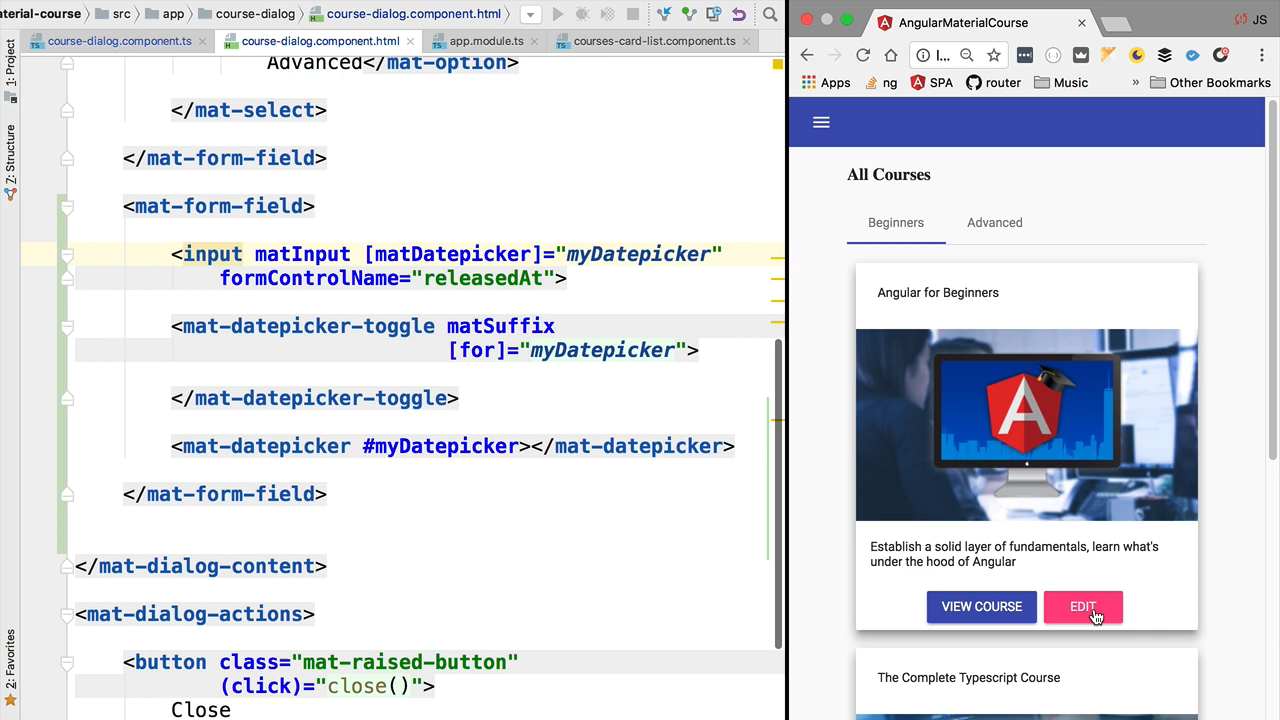 aterial-course
src
app
course-dialog
course-dialog.component.html
course-dialog.component.ts
course-dialog.component.html
app.module.ts
courses-card-list.component.ts
1: Project
Z: Structure
2: Favorites
Advanced</mat-option>
</mat-select>
</mat-form-field>
<mat-form-field>
<input matInput [matDatepicker]="myDatepicker"
formControlName="releasedAt">
<mat-datepicker-toggle matSuffix
[for]="myDatepicker">
</mat-datepicker-toggle>
<mat-datepicker #myDatepicker></mat-datepicker>
</mat-form-field>
</mat-dialog-content>
<mat-dialog-actions>
<button class="mat-raised-button"
(click)="close()">
Close
AngularMaterialCourse
JS
l...
Apps
ng
SPA
router
Music
»
Other Bookmarks
All Courses
Beginners
Advanced
Angular for Beginners
Establish a solid layer of fundamentals, learn what's
under the hood of Angular
VIEW COURSE
EDIT
The Complete Typescript Course